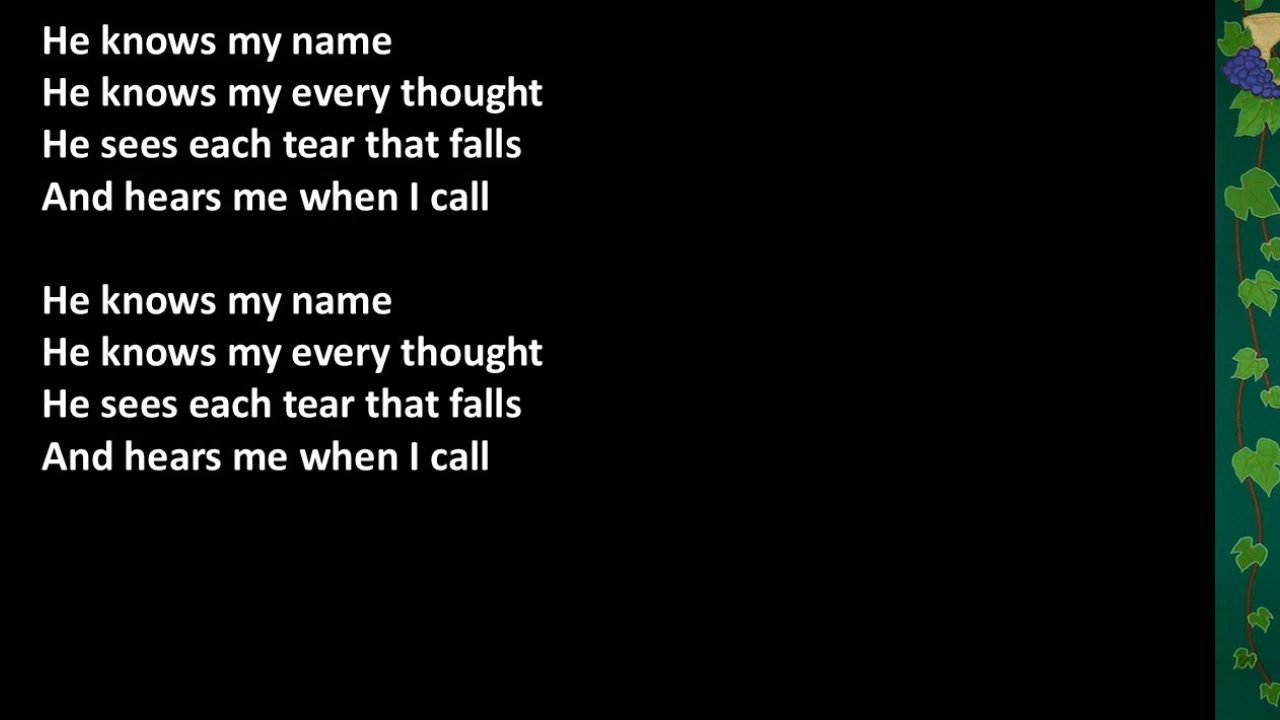 He knows my name
He knows my every thought
He sees each tear that falls
And hears me when I call
He knows my name
He knows my every thought
He sees each tear that falls
And hears me when I call